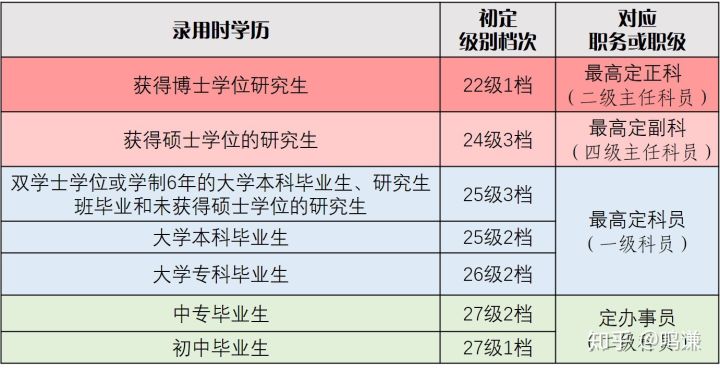 录用时学历
初定
级别档次
对应
职务或职级
获得博士学位研究生
22级1档
最高定正科
（二级主任科员）
获得硕士学位的研究生
24级3档
最高定副科
（四级主任科员）
双学士学位或学制6年的大学本科毕业生、研究生
班毕业和未获得硕士学位的研究生
25级3档
最高定科员
（一级科员）
大学本科毕业生
25级2档
大学专科毕业生
26级2档
中专毕业生
27级2档
定办事员
级科员）
初中毕业生
27级1档
知乎 @鸣谦